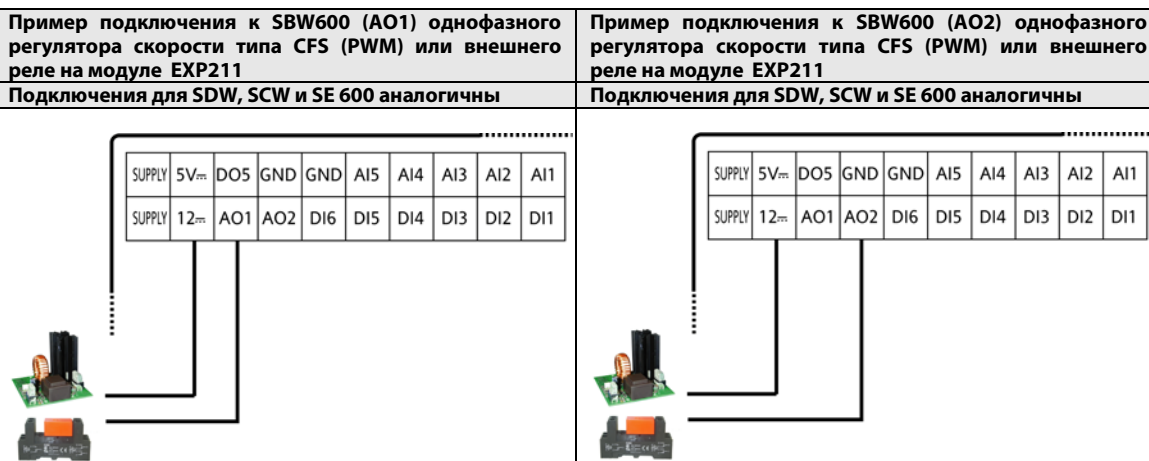 Пример подключения к SBW600 (AO1) однофазного
регулятора скорости типа CFS (PWM) или внешнего
реле на модуле EXP211
Подключения для SDW, SCW и SE 600 аналогичны
SUPPLY 5V⎓ DO5 GND GND AI5 AI4 AI3 AI2 AI1
SUPPLY 12⎓ AO1 AO2 DI6 DI5 DI4 DI3 DI2 DI1
Пример подключения к SBW600 (AO2) однофазного
регулятора скорости типа CFS (PWM) или внешнего
реле на модуле EXP211
Подключения для SDW, SCW и SE 600 аналогичны
SUPPLY 5V⎓ DO5 GND GND AI5 AI4 AI3 AI2 AI1
SUPPLY 12⎓ AO1 AO2 DI6 DI5 DI4 DI3 DI2 DI1